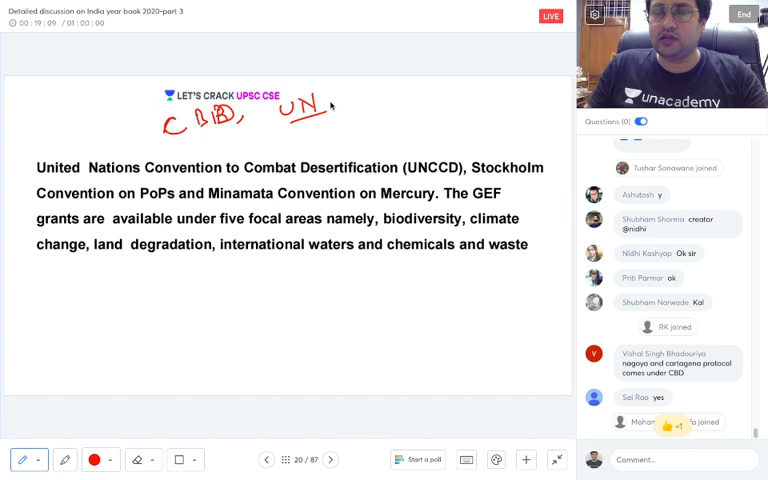 Detailed discussion on India year book 2020-part 3
00 : 19 : 09 / 01 : 00 : 00
LIVE
End
LET'S CRACK UPSC CSE
CBD, UN
United Nations Convention to Combat Desertification (UNCCD), Stockholm
Convention on PoPs and Minamata Convention on Mercury. The GEF
grants are available under five focal areas namely, biodiversity, climate
change, land degradation, international waters and chemicals and waste
unacademy
Questions (0)
Tushar Sonawane joined
Ashutosh y
Shubham Sharma creator
@nidhi
Nidhi Kashyap Ok sir
Priti Parmar ok
Shubham Narwade Kal
RK joined
V
Vishal Singh Bhadouriya
nagoya and cartagena protocol
comes under CBD
Sai Rao yes
joined
+1
20 / 87
Start a poll
Comment...